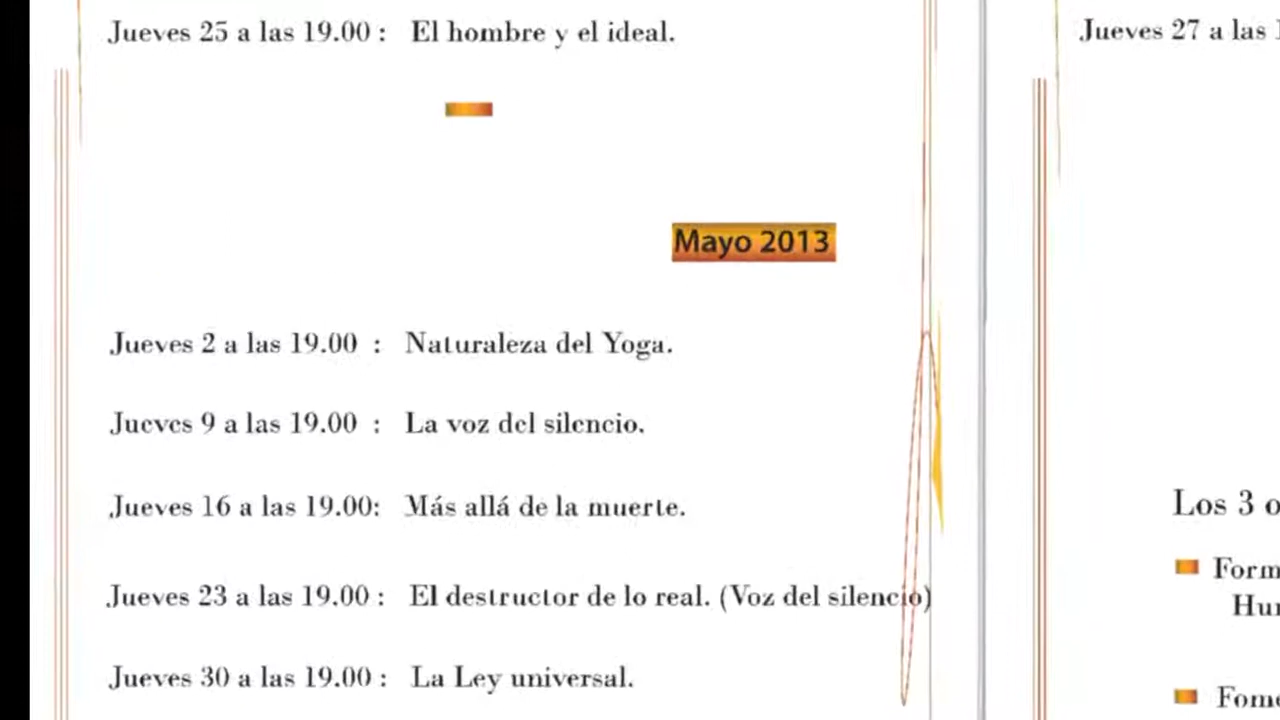 Jueves 25 a las 19.00 : El hombre y el ideal.
Mayo 2013
Jueves 2 a las 19.00 : Naturaleza del Yoga.
Jueves 9 a las 19.00 : La voz del silencio.
Jueves 16 a las 19.00: Más allá de la muerte.
Jueves 23 a las 19.00 : El destructor de lo real. (Voz del silencio)
Jueves 30 a las 19.00 : La Ley universal.
Jueves 27 a las
Los 3